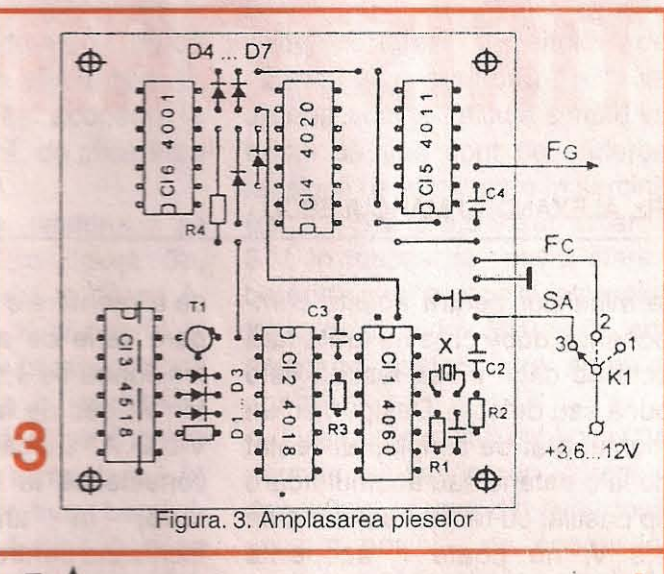 D4 ... D7
CI6 4001
CI4 4020
CI5 4011
FG
R4
C4
FC
SA
T1
C3
X
C2
3
2
p1
K1
CI3 4518
D1...D3
CI2 4018
R3
CI1 4060
R1
R2
+3,6...12V
3
Figura. 3. Amplasarea pieselor